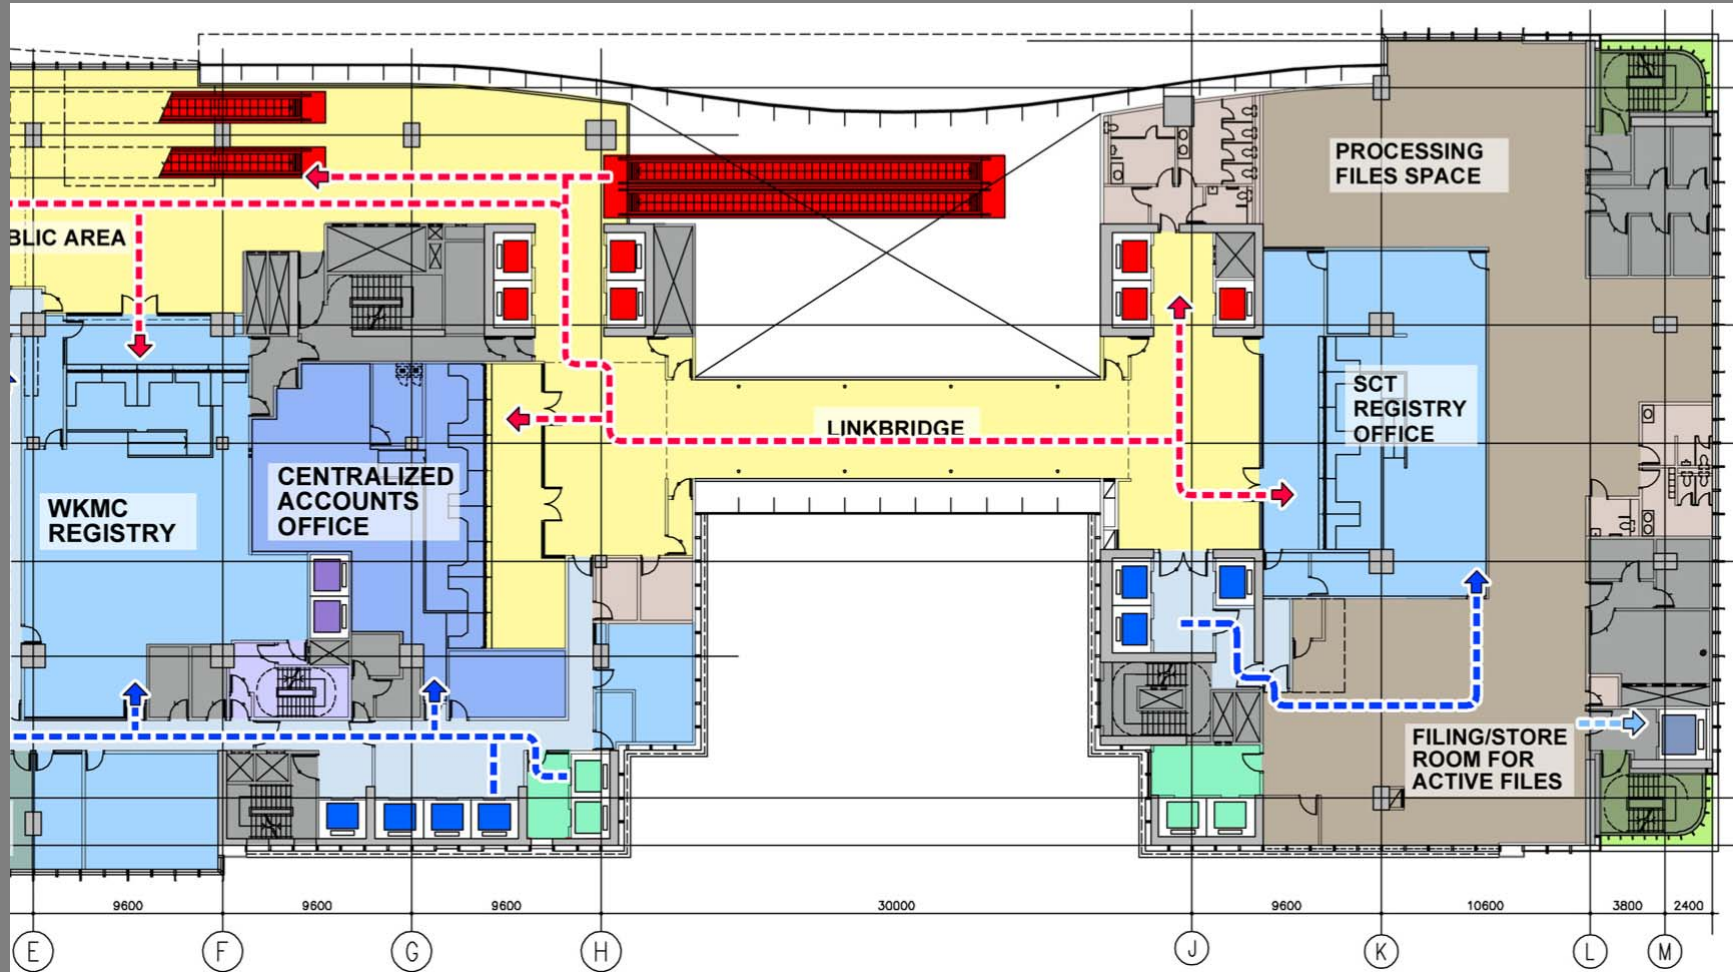 PROCESSING
FILES SPACE
BLIC AREA
SCT
REGISTRY
OFFICE
LINKBRIDGE
CENTRALIZED
ACCOUNTS
OFFICE
WKMC
REGISTRY
FILING/STORE
ROOM FOR
ACTIVE FILES
9600 9600 9600 30000 9600 10600 3800 2400
E F G H J K L M